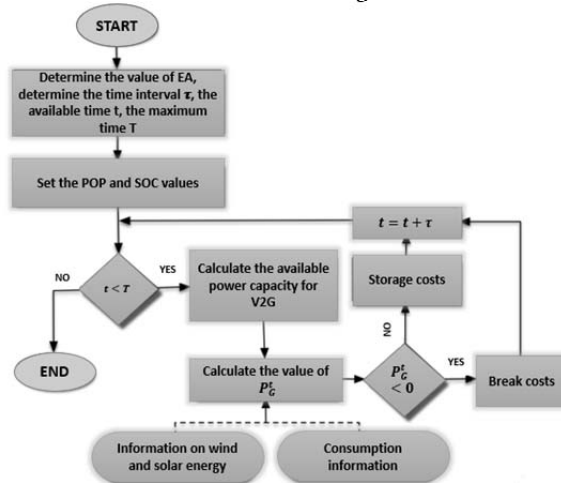 START
Determine the value of EA,
determine the time interval τ, the
available time t, the maximum
time T
Set the POP and SOC values
t = t + τ
NO
YES
t < T
Calculate the available
power capacity for
V2G
Storage costs
NO
END
Calculate the value of
P_G^t
P_G^t
< 0
YES
Break costs
Information on wind
and solar energy
Consumption
information